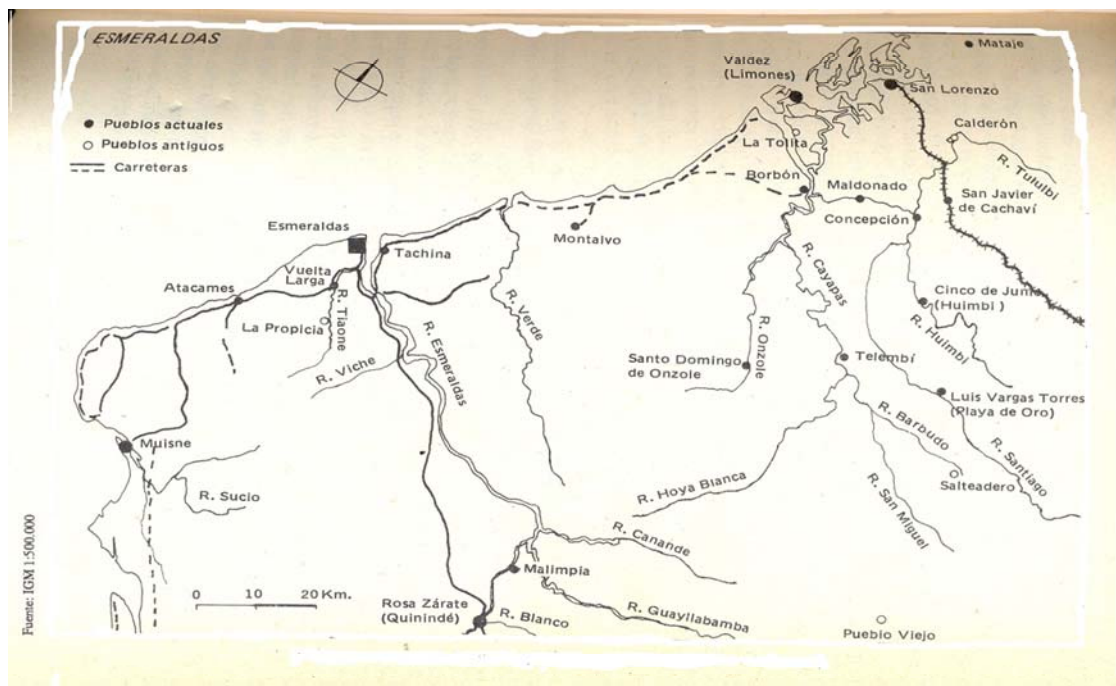 ESMERALDAS
Mataje
Valdez
(Limones)
San Lorenzo
Pueblos actuales
Pueblos antiguos
Carreteras
Calderòn
La Tolita
R. Tululbi
Borbón
Maldonado
San Javier
de Cachaví
Concepción
Esmeraldas
Montalvo
Tachina
Vuelta
Larga
Atacames
R. Cayapas
Cinco de Junio
(Huimbi)
La Propicia
R. Tiaone
R. Verde
R. Huimbi
R. Esmeraldas
R. Onzole
Santo Domingo
de Onzole
Telembí
R. Viche
Luis Vargas Torres
(Playa de Oro)
R. Barbudo
Muisne
R. Santiago
R. Hoya Blanca
Salteadero
R. Sucio
R. San Miguel
R. Canande
Malimpia
0 10 20 Km.
Rosa Zárate
(Quinindé)
R. Blanco
R. Guayllabamba
Pueblo Viejo
Fuente: IGM 1:500.000